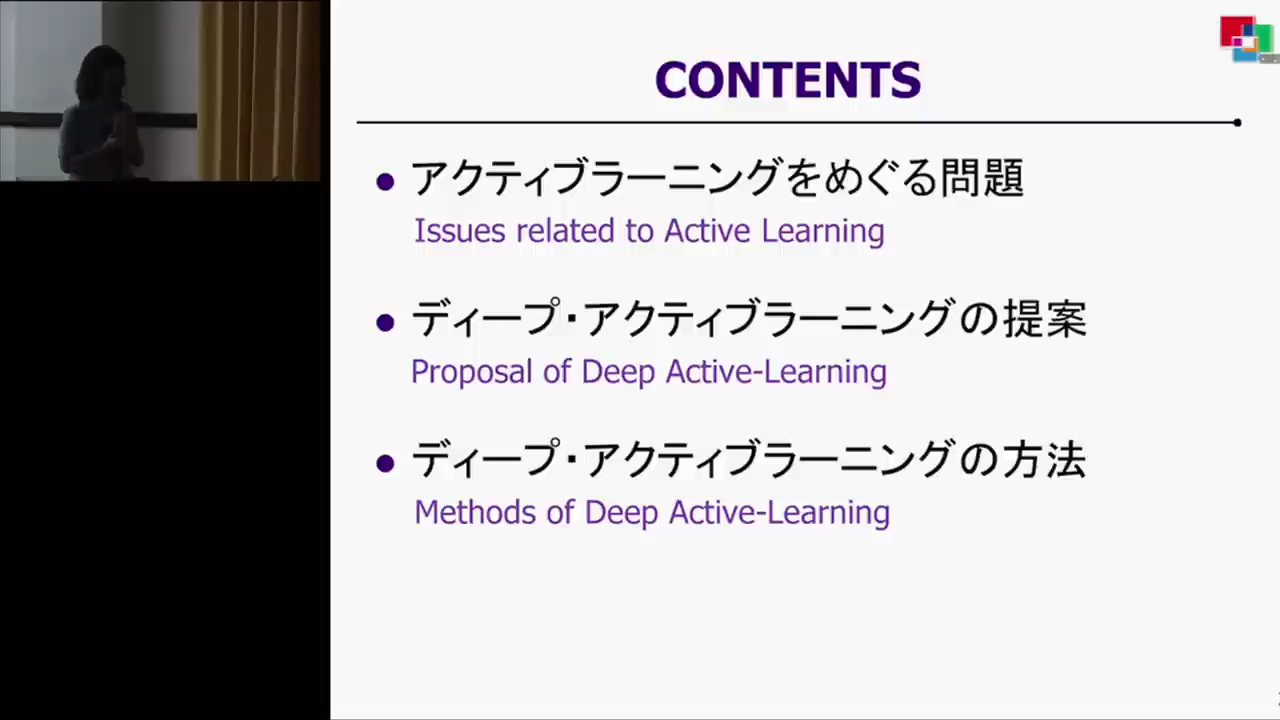 CONTENTS
アクティブラーニングをめぐる問題
Issues related to Active Learning
ディープ・アクティブラーニングの提案
Proposal of Deep Active-Learning
ディープ・アクティブラーニングの方法
Methods of Deep Active-Learning